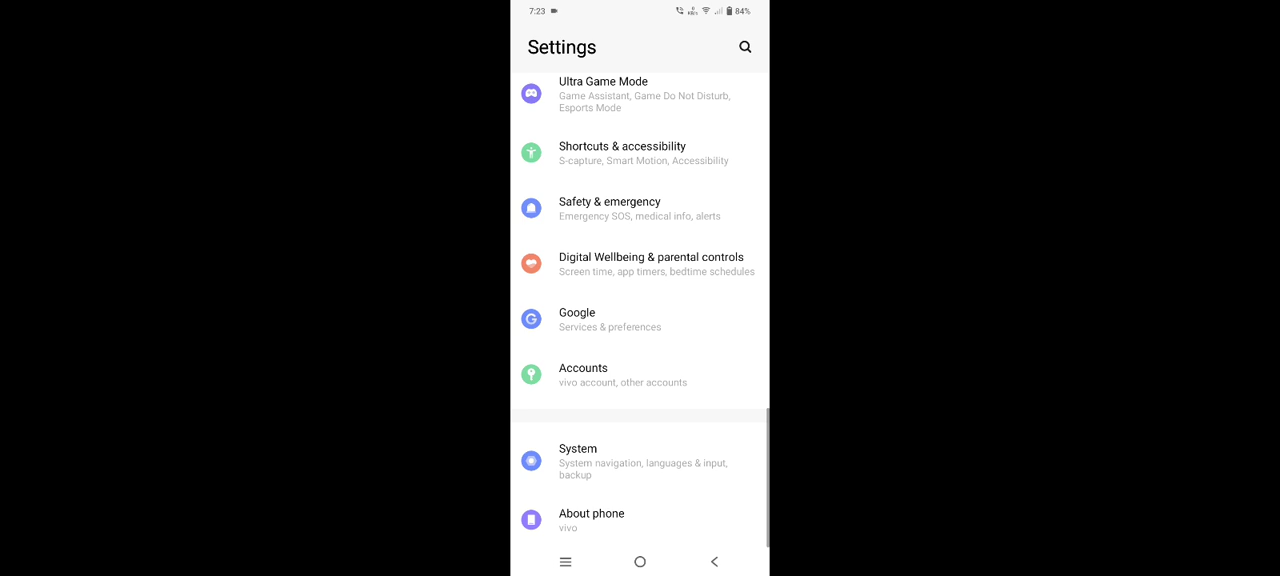 7:23
0
KB/s
84%
Settings
Ultra Game Mode
Game Assistant, Game Do Not Disturb,
Esports Mode
Shortcuts & accessibility
S-capture, Smart Motion, Accessibility
Safety & emergency
Emergency SOS, medical info, alerts
Digital Wellbeing & parental controls
Screen time, app timers, bedtime schedules
Google
Services & preferences
Accounts
vivo account, other accounts
System
System navigation, languages & input,
backup
About phone
vivo